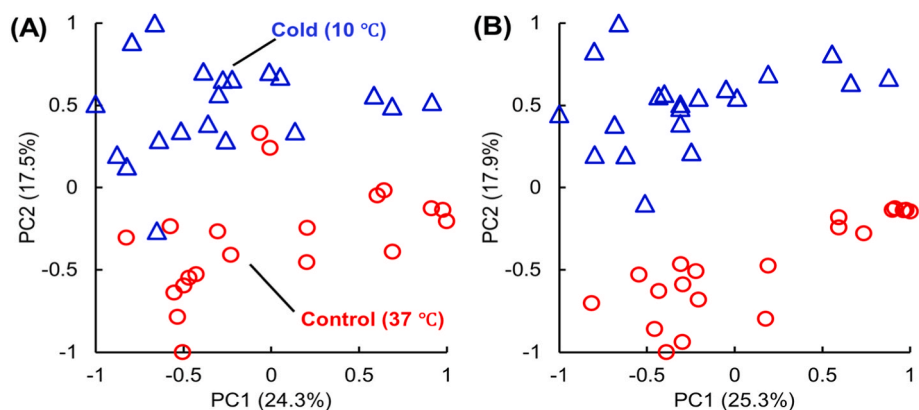 (A)
Cold (10 ℃)
Control (37 ℃)
1
0.5
0
-0.5
-1
PC2 (17.5%)
-1
-0.5
0
0.5
1
PC1 (24.3%)
(B)
1
0.5
0
-0.5
-1
PC2 (17.9%)
-1
-0.5
0
0.5
1
PC1 (25.3%)